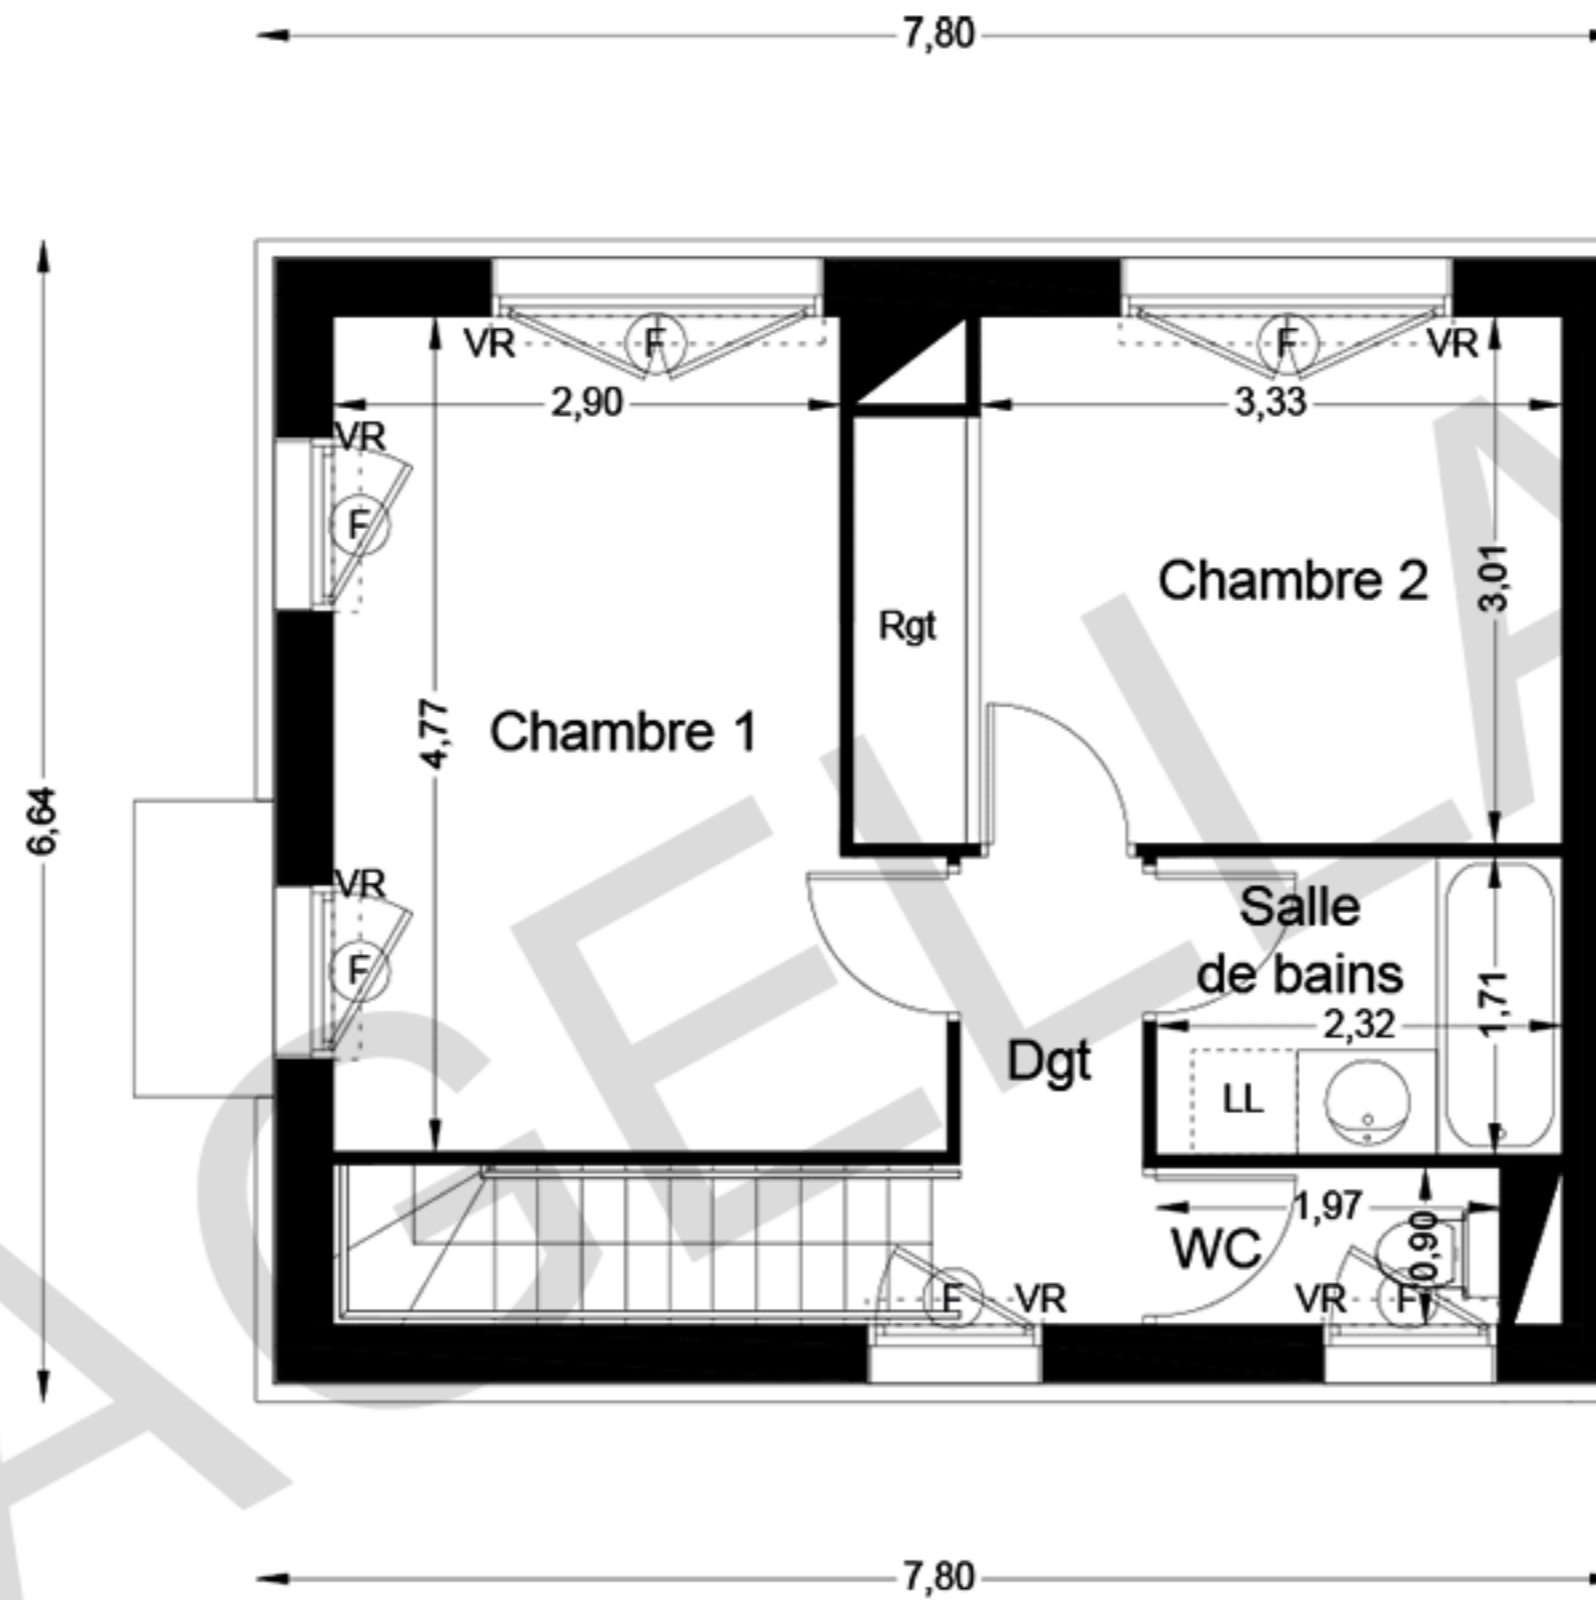 7,80
VR
F
F
VR
2,90
3,33
VR
F
3,01
Chambre 2
Rgt
4,77
Chambre 1
6,64
VR
F
Salle
de bains
1,71
2,32
Dgt
LL
1,97
0,90
WC
F
VR
VR
F
7,80
AGELLA